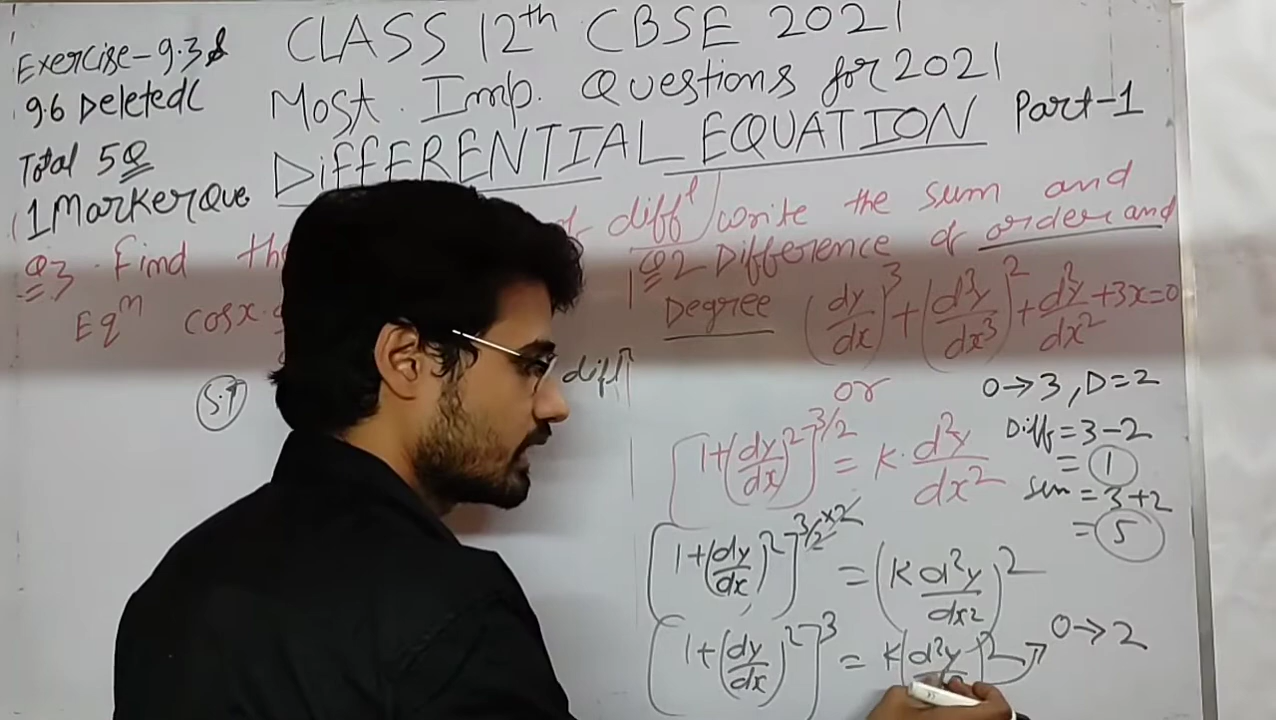 Exercise-9.3 &
9.6 Deleted
Total 5Q
1 Marker Que
CLASS 12th CBSE 2021
Most. Imp. Questions for 2021
DIFFERENTIAL EQUATION Part-1
Q3. Find the
Eqn cosx.
diffl
Q2 write the sum and
Difference of order and
Degree (dy/dx)^3 + (d^3y/dx^3)^2 + d^3y/dx^2 + 3x = 0
or
[1+(dy/dx)^2]^3/2 = K. d^2y/dx^2
[1+(dy/dx)^2]^3/2×2 = (K d^2y/dx^2)^2
[1+(dy/dx)^2]^3 = K(d^2y
)^2
O→2
O→3, D=2
Diff = 3-2
= 1
Sum = 3+2
= 5